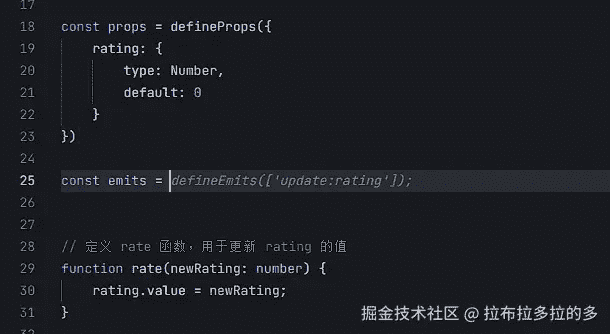 17
18 const props = defineProps({
19     rating: {
20         type: Number,
21         default: 0
22     }
23 })
24
25 const emits = defineEmits(['update:rating']);
26
27
28 // 定义 rate 函数，用于更新 rating 的值
29 function rate(newRating: number) {
30     rating.value = newRating;
31 }
32
掘金技术社区 @ 拉布拉多拉的多